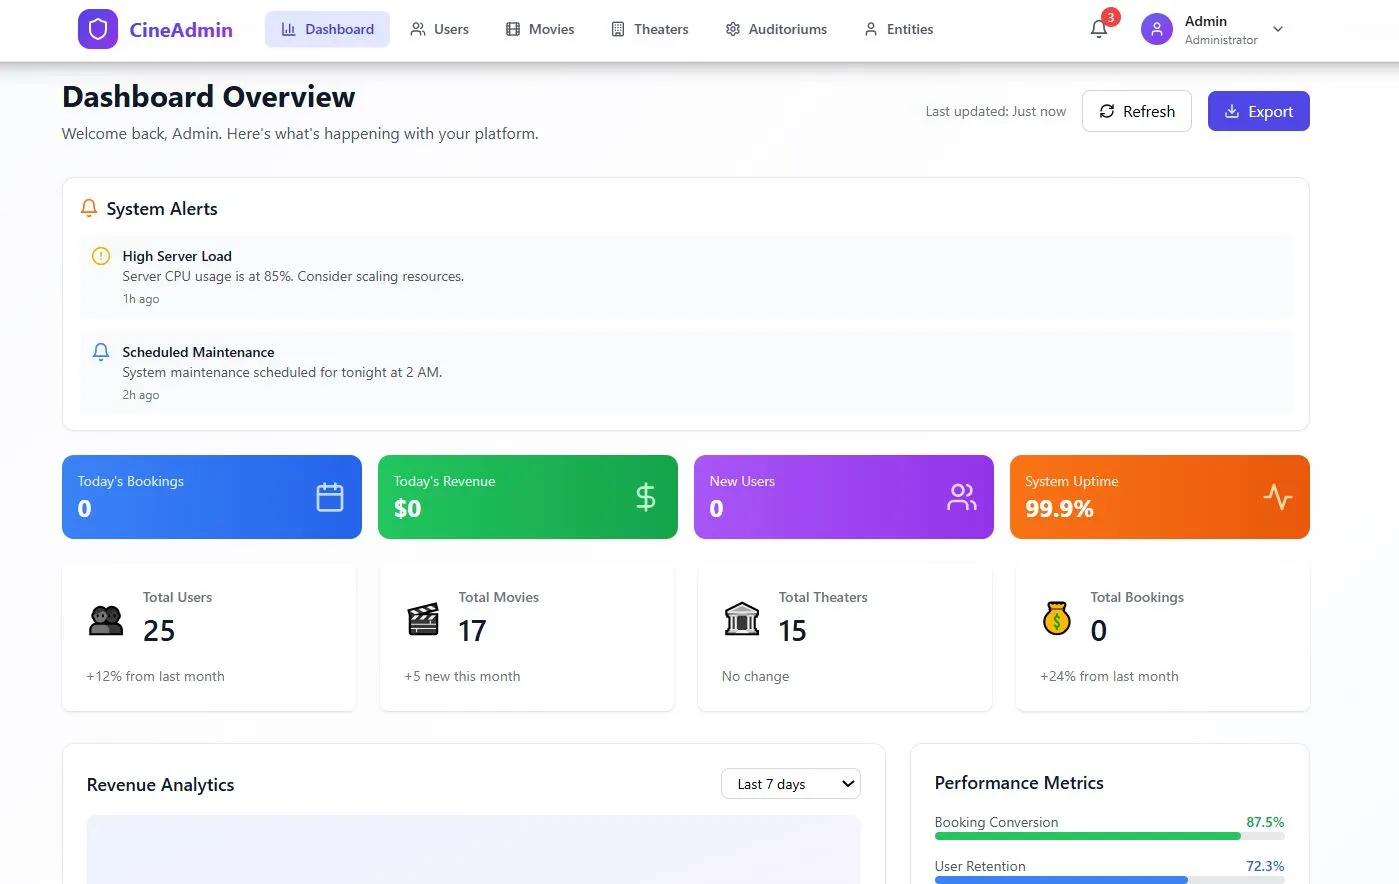 CineAdmin
Dashboard
Users
Movies
Theaters
Auditoriums
Entities
3
Admin
Administrator
Dashboard Overview
Welcome back, Admin. Here's what's happening with your platform.
Last updated: Just now
Refresh
Export
System Alerts
High Server Load
Server CPU usage is at 85%. Consider scaling resources.
1h ago
Scheduled Maintenance
System maintenance scheduled for tonight at 2 AM.
2h ago
Today's Bookings
0
Today's Revenue
$0
New Users
0
System Uptime
99.9%
Total Users
25
+12% from last month
Total Movies
17
+5 new this month
Total Theaters
15
No change
Total Bookings
0
+24% from last month
Revenue Analytics
Last 7 days
Performance Metrics
Booking Conversion
87.5%
User Retention
72.3%